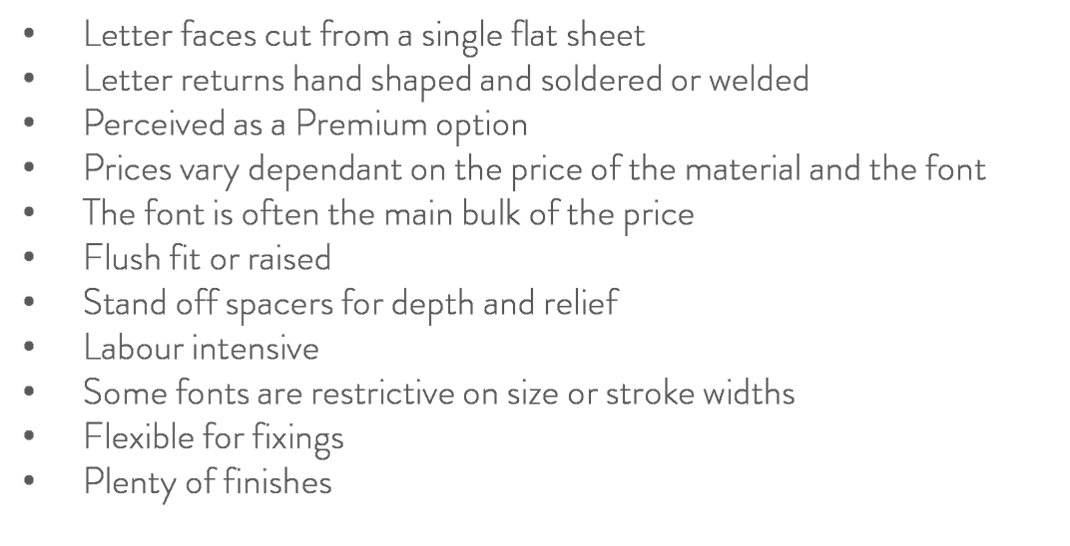 • Letter faces cut from a single flat sheet
• Letter returns hand shaped and soldered or welded
• Perceived as a Premium option
• Prices vary dependant on the price of the material and the font
• The font is often the main bulk of the price
• Flush fit or raised
• Stand off spacers for depth and relief
• Labour intensive
• Some fonts are restrictive on size or stroke widths
• Flexible for fixings
• Plenty of finishes